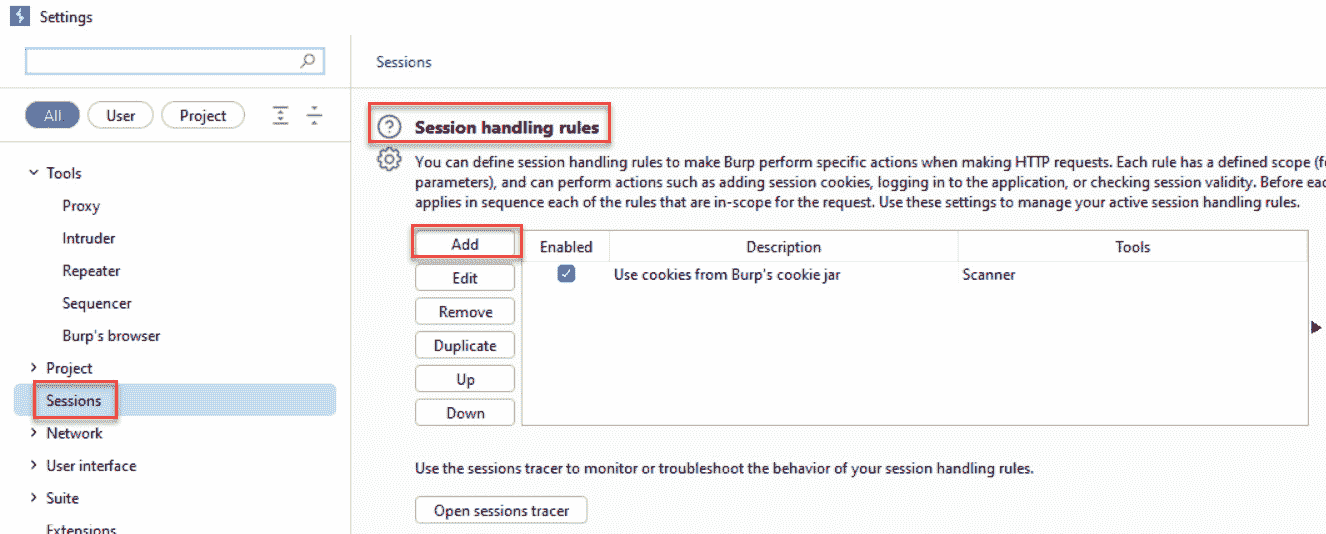 Settings
Sessions
All
User
Project
Session handling rules
You can define session handling rules to make Burp perform specific actions when making HTTP requests. Each rule has a defined scope (f
parameters), and can perform actions such as adding session cookies, logging in to the application, or checking session validity. Before eac
applies in sequence each of the rules that are in-scope for the request. Use these settings to manage your active session handling rules.
Tools
Proxy
Intruder
Repeater
Sequencer
Burp's browser
Project
Sessions
Network
User interface
Suite
Extensions
Add
Edit
Remove
Duplicate
Up
Down
Enabled Description Tools
Use cookies from Burp's cookie jar Scanner
Use the sessions tracer to monitor or troubleshoot the behavior of your session handling rules.
Open sessions tracer